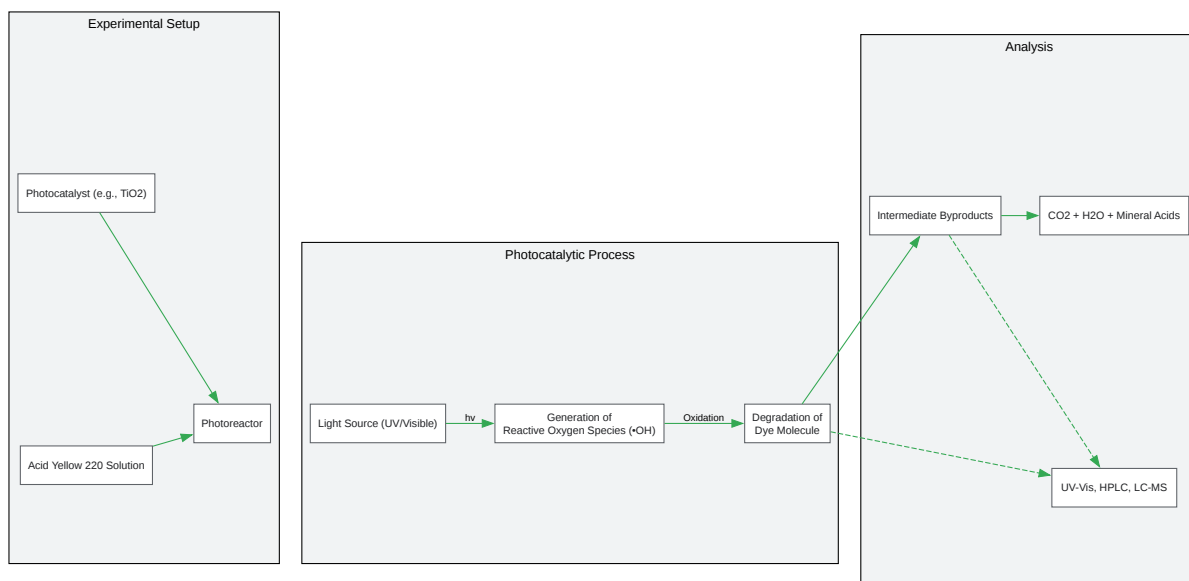 Experimental Setup
Photocatalyst (e.g., TiO2)
Photoreactor
Acid Yellow 220 Solution
Photocatalytic Process
Light Source (UV/Visible)
hv
Generation of
Reactive Oxygen Species (•OH)
Oxidation
Degradation of
Dye Molecule
Analysis
Intermediate Byproducts
CO2 + H2O + Mineral Acids
UV-Vis, HPLC, LC-MS